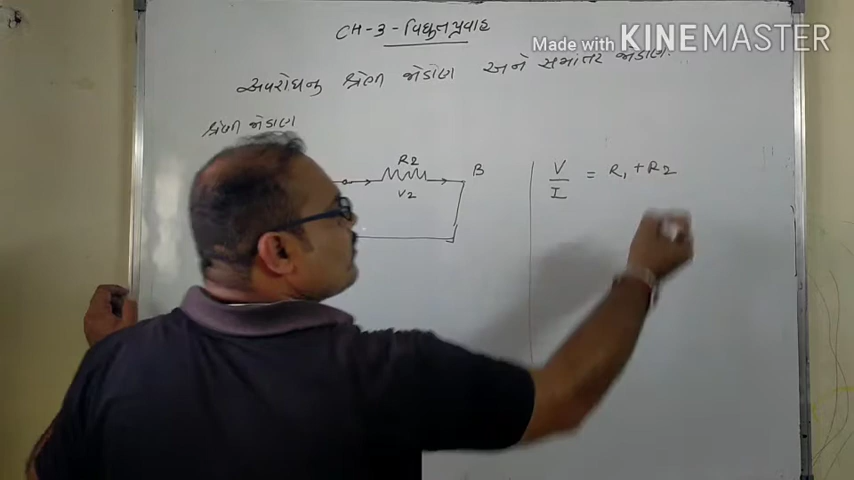 CH-3-વિદ્યુતપ્રવાહ
Made with KINEMASTER
અવરોધનુ શ્રેણી જોડાણ અને સમાંતર જોડાણ.
શ્રેણી જોડાણ
R2
B
V2
V/I = R1 + R2